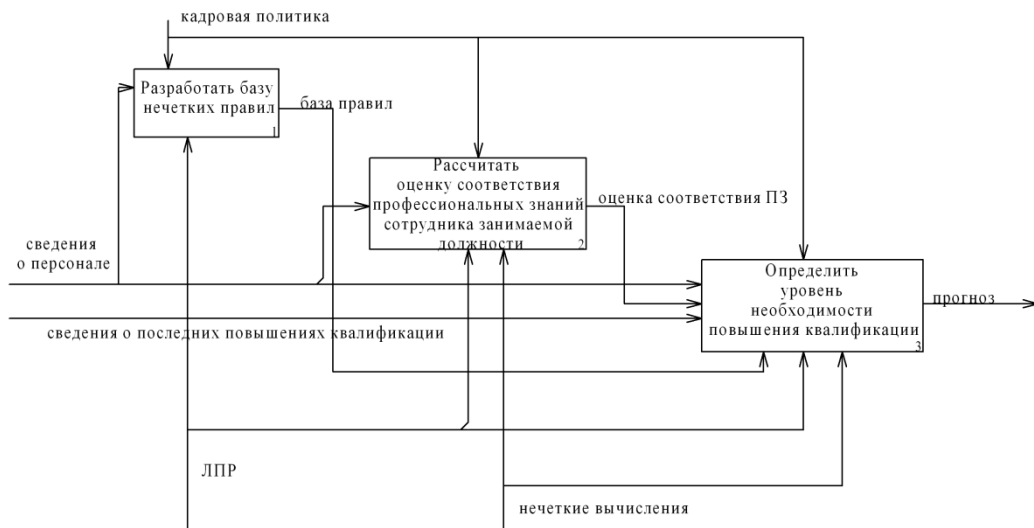 кадровая политика
Разработать базу
нечетких правил
1
база правил
Рассчитать
оценку соответствия
профессиональных знаний
сотрудника занимаемой
должности
2
оценка соответствия ПЗ
сведения
о персонале
Определить
уровень
необходимости
повышения квалификации
3
прогноз
сведения о последних повышениях квалификации
ЛПР
нечеткие вычисления